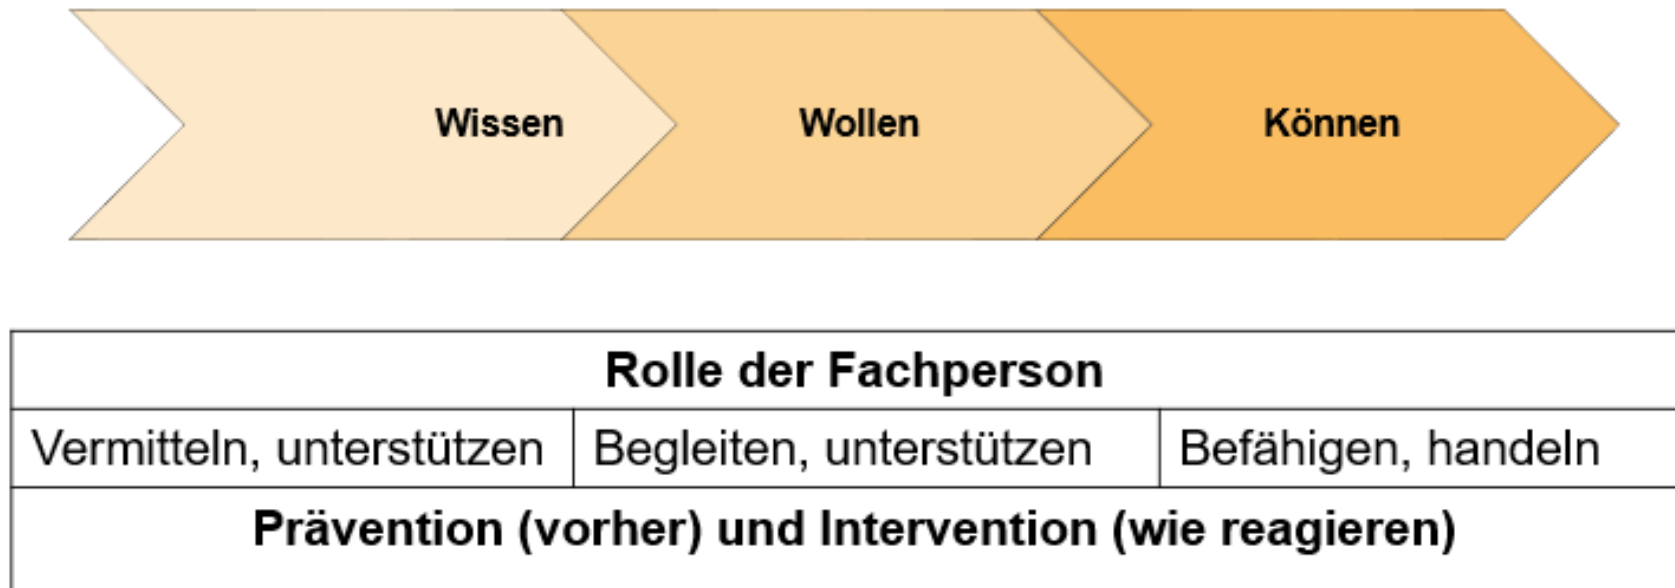 Wissen
Wollen
Können
Rolle der Fachperson
Vermitteln, unterstützen
Begleiten, unterstützen
Befähigen, handeln
Prävention (vorher) und Intervention (wie reagieren)